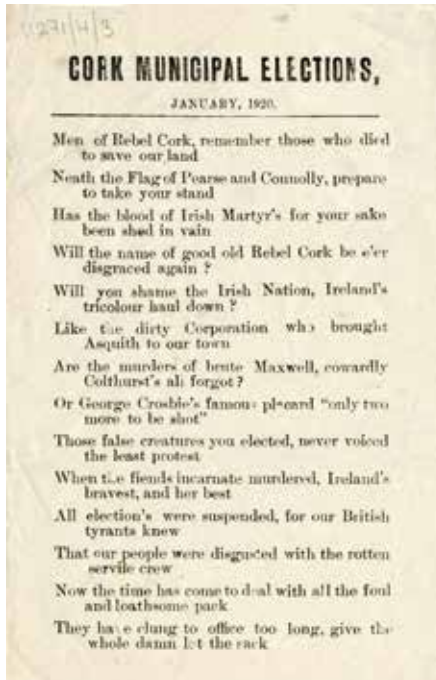 1271/4/3
CORK MUNICIPAL ELECTIONS,
JANUARY, 1920.
Men of Rebel Cork, remember those who died
to save our land
Neath the Flag of Pearse and Connolly, prepare
to take your stand
Has the blood of Irish Martyr's for your sake
been shed in vain
Will the name of good old Rebel Cork be e'er
disgraced again ?
Will you shame the Irish Nation, Ireland's
tricolour haul down ?
Like the dirty Corporation who brought
Asquith to our town
Are the murders of brute Maxwell, cowardly
Colthurst's all forgot ?
Or George Crosbie's famous placard "only two
more to be shot"
Those false creatures you elected, never voiced
the least protest
When the fiends incarnate murdered, Ireland's
bravest, and her best
All election's were suspended, for our British
tyrants knew
That our people were disgusted with the rotten
servile crew
Now the time has come to deal with all the foul
and loathsome pack
They have clung to office too long, give the
whole damn lot the sack